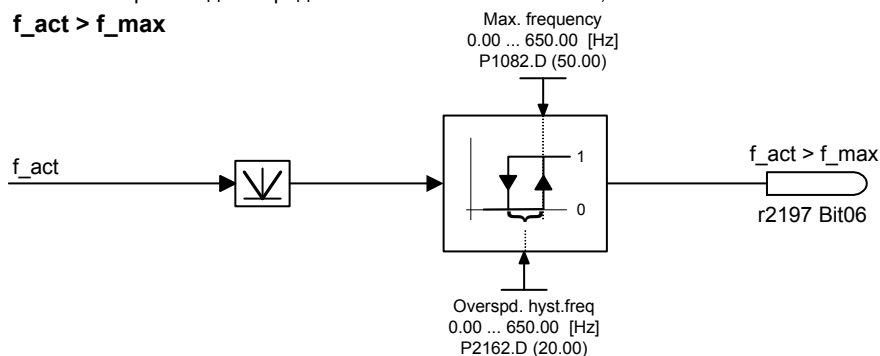 f_act > f_max
Max. frequency
0.00 ... 650.00 [Hz]
P1082.D (50.00)
f_act
1
0
f_act > f_max
r2197 Bit06
Overspd. hyst.freq
0.00 ... 650.00 [Hz]
P2162.D (20.00)